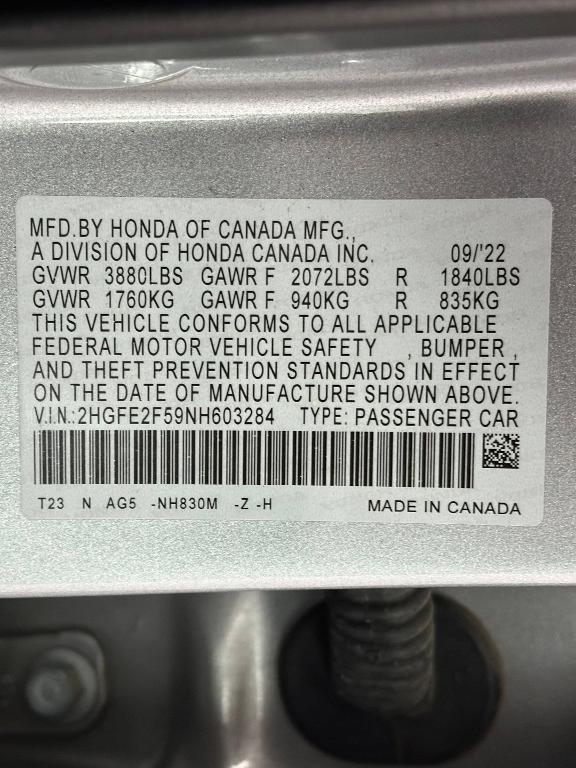 MFD.BY HONDA OF CANADA MFG.,
A DIVISION OF HONDA CANADA INC. 09/'22
GVWR 3880LBS GAWR F 2072LBS R 1840LBS
GVWR 1760KG GAWR F 940KG R 835KG
THIS VEHICLE CONFORMS TO ALL APPLICABLE
FEDERAL MOTOR VEHICLE SAFETY , BUMPER ,
AND THEFT PREVENTION STANDARDS IN EFFECT
ON THE DATE OF MANUFACTURE SHOWN ABOVE.
V.I.N.:2HGFE2F59NH603284 TYPE: PASSENGER CAR
T23 N AG5 -NH830M -Z -H MADE IN CANADA